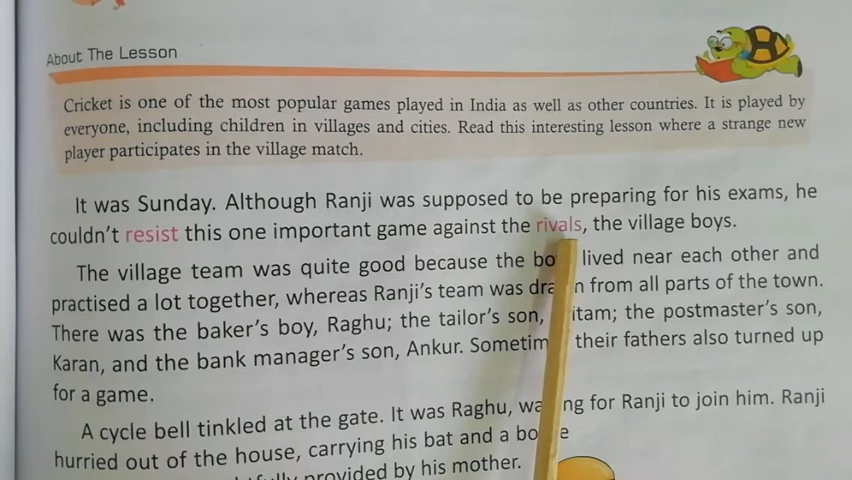 About The Lesson
Cricket is one of the most popular games played in India as well as other countries. It is played by
everyone, including children in villages and cities. Read this interesting lesson where a strange new
player participates in the village match.
It was Sunday. Although Ranji was supposed to be preparing for his exams, he
couldn't resist this one important game against the rivals, the village boys.
The village team was quite good because the bo lived near each other and
practised a lot together, whereas Ranji's team was dra n from all parts of the town.
There was the baker's boy, Raghu; the tailor's son, itam; the postmaster's son,
Karan, and the bank manager's son, Ankur. Sometim their fathers also turned up
for a game.
A cycle bell tinkled at the gate. It was Raghu, wa ng for Ranji to join him. Ranji
hurried out of the house, carrying his bat and a bo e
provided by his mother.